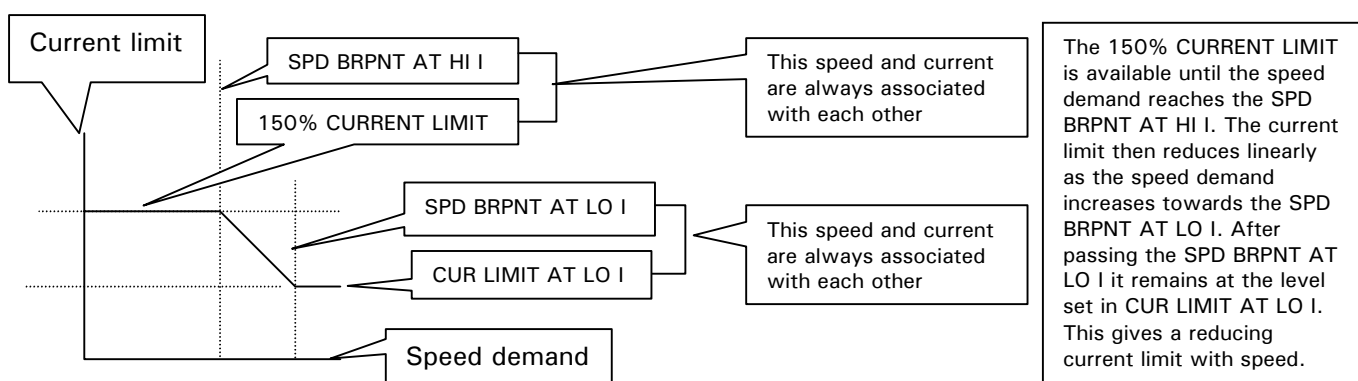 Current limit
SPD BRPNT AT HI I
150% CURRENT LIMIT
This speed and current
are always associated
with each other
SPD BRPNT AT LO I
CUR LIMIT AT LO I
This speed and current
are always associated
with each other
Speed demand
The 150% CURRENT LIMIT
is available until the speed
demand reaches the SPD
BRPNT AT HI I. The current
limit then reduces linearly
as the speed demand
increases towards the SPD
BRPNT AT LO I. After
passing the SPD BRPNT AT
LO I it remains at the level
set in CUR LIMIT AT LO I.
This gives a reducing
current limit with speed.